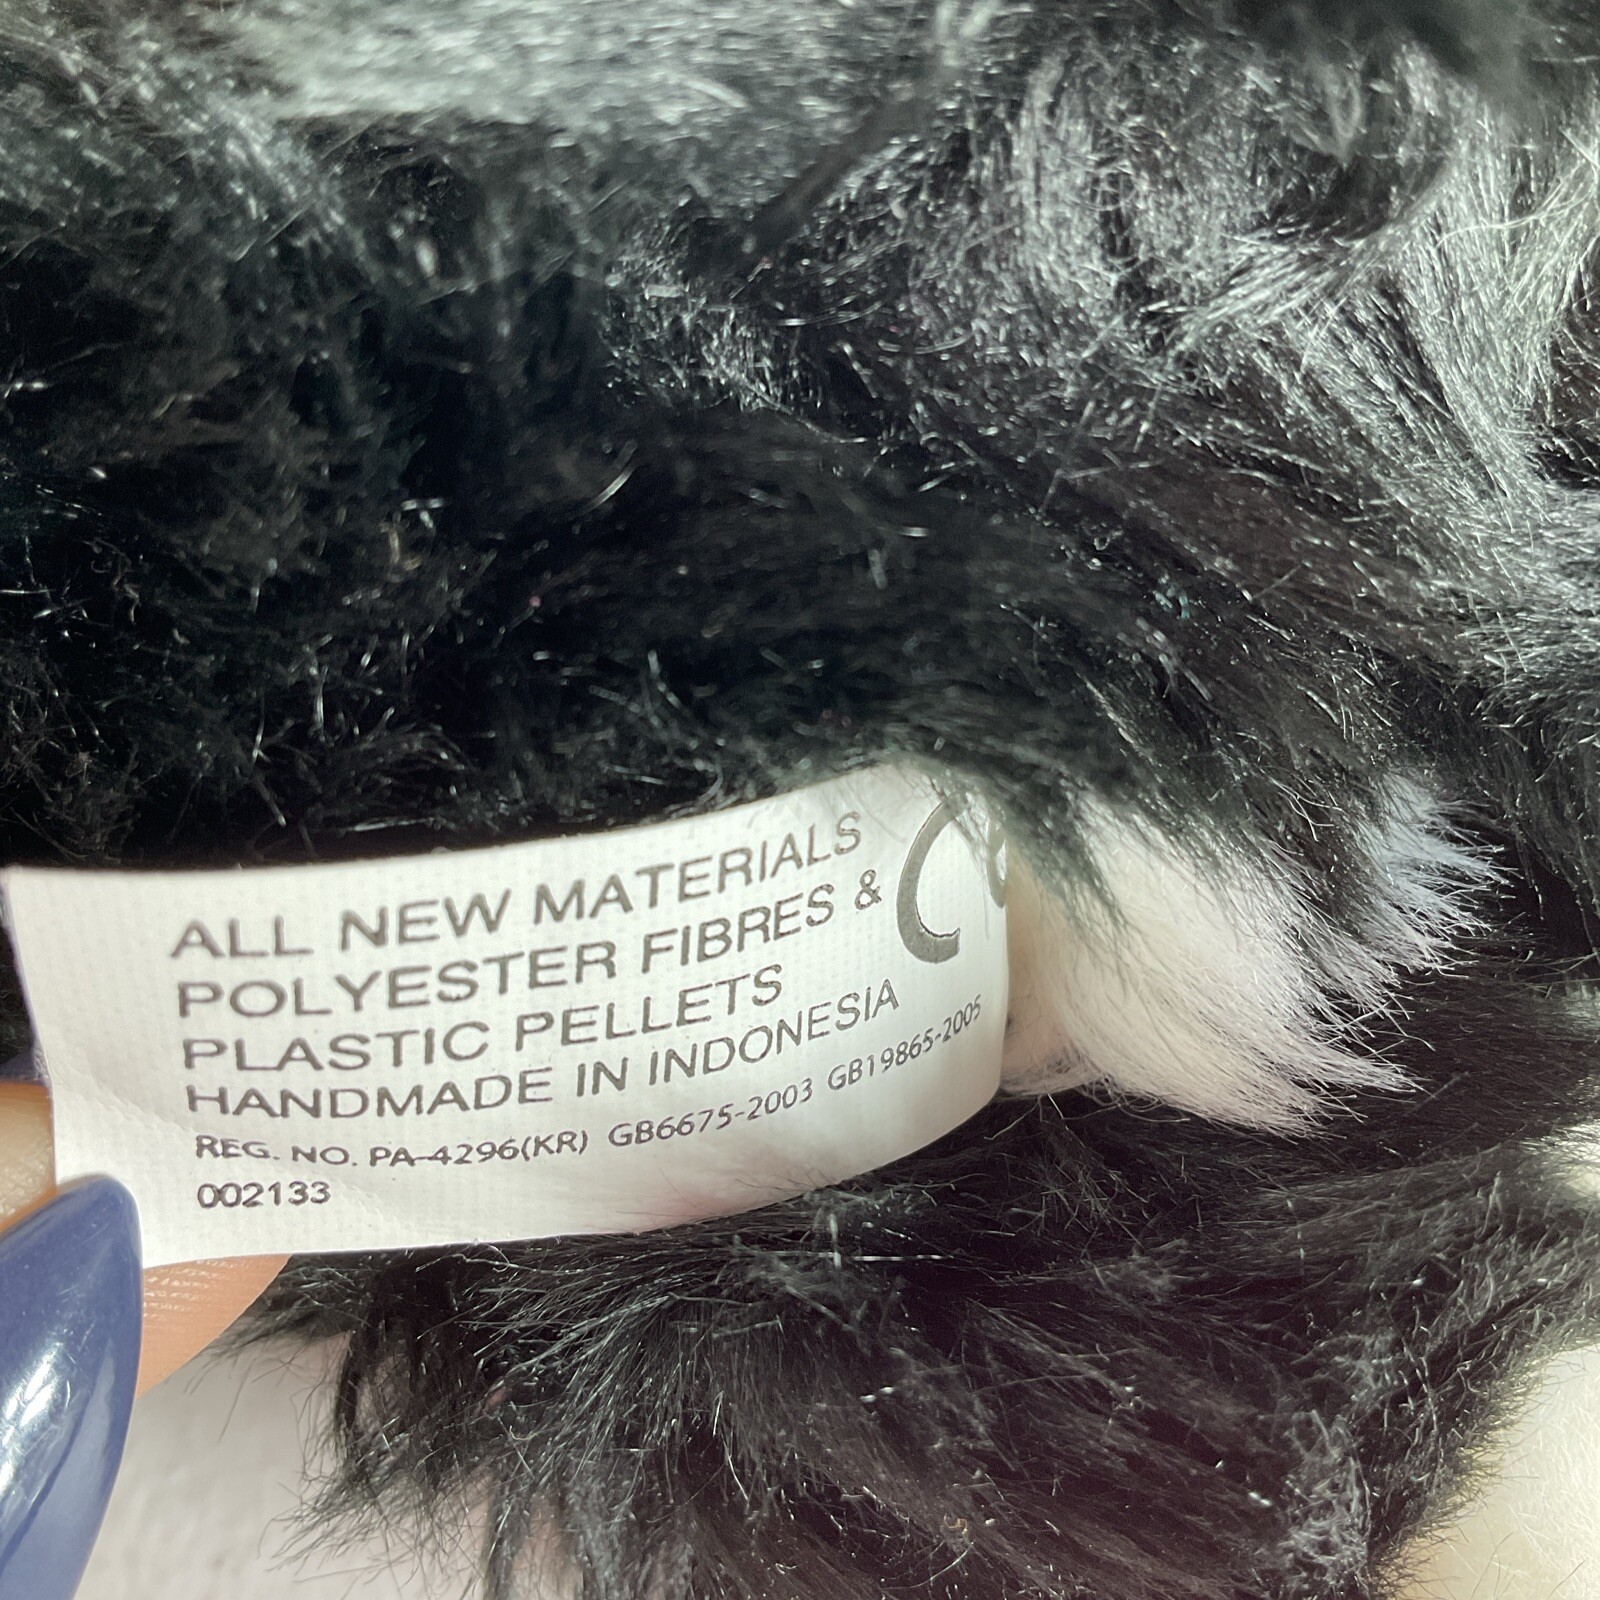 ALL NEW MATERIALS
POLYESTER FIBRES &
PLASTIC PELLETS
HANDMADE IN INDONESIA
REG. NO. PA-4296(KR) GB6675-2003 GB19865-2005
002133